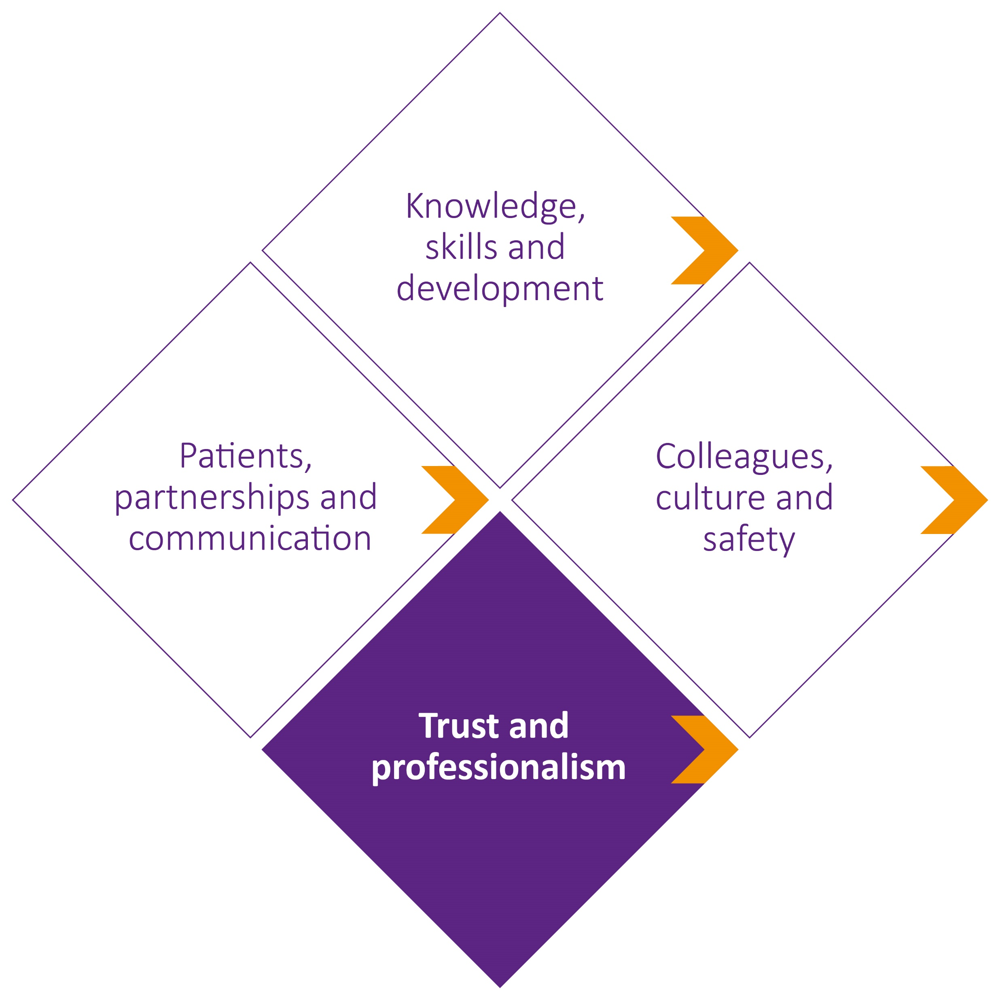 Knowledge,
skills and
development
Patients,
partnerships and
communication
Colleagues,
culture and
safety
Trust and
professionalism